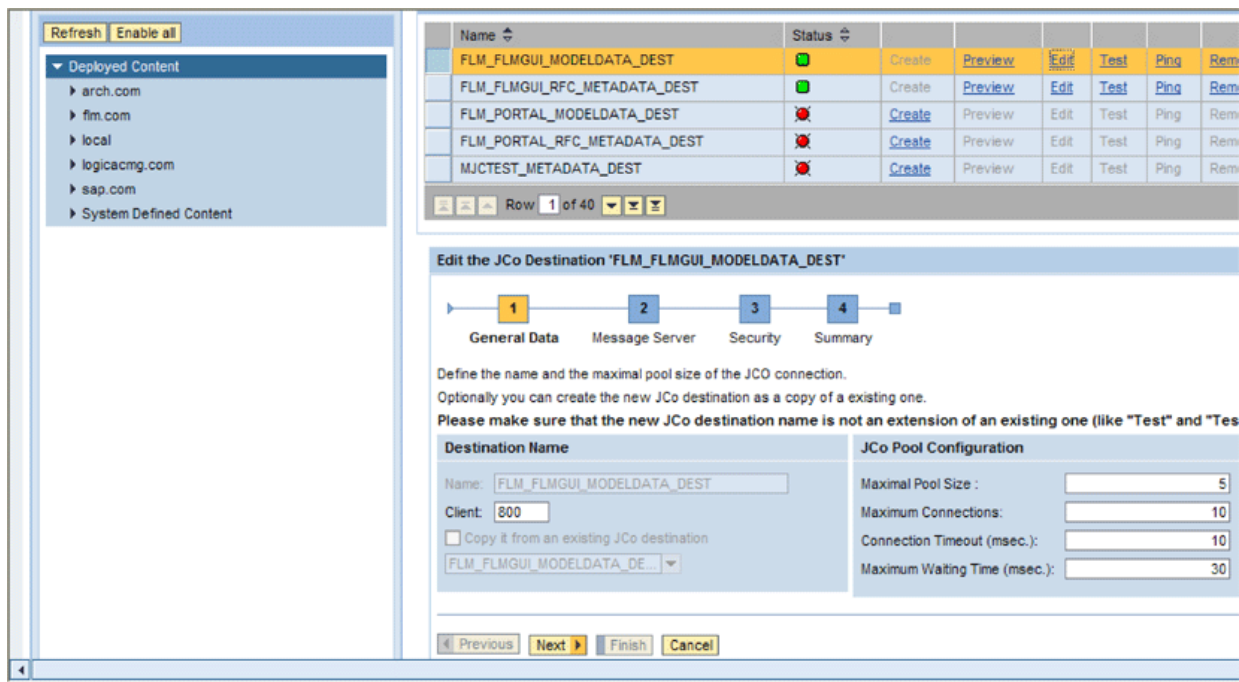 Refresh Enable all
Deployed Content
arch.com
flm.com
local
logicacmg.com
sap.com
System Defined Content
Name Status
FLM_FLMGUI_MODELDATA_DEST Create Preview Edit Test Ping Rem
FLM_FLMGUI_RFC_METADATA_DEST Create Preview Edit Test Ping Rem
FLM_PORTAL_MODELDATA_DEST Create Preview Edit Test Ping Rem
FLM_PORTAL_RFC_METADATA_DEST Create Preview Edit Test Ping Rem
MJCTEST_METADATA_DEST Create Preview Edit Test Ping Rem
Row 1 of 40
Edit the JCo Destination 'FLM_FLMGUI_MODELDATA_DEST'
1 2 3 4
General Data Message Server Security Summary
Define the name and the maximal pool size of the JCO connection.
Optionally you can create the new JCo destination as a copy of a existing one.
Please make sure that the new JCo destination name is not an extension of an existing one (like "Test" and "Tes
Destination Name JCo Pool Configuration
Name: FLM_FLMGUI_MODELDATA_DEST Maximal Pool Size : 5
Client: 800 Maximum Connections: 10
Copy it from an existing JCo destination Connection Timeout (msec.): 10
FLM_FLMGUI_MODELDATA_DE... Maximum Waiting Time (msec.): 30
Previous Next Finish Cancel